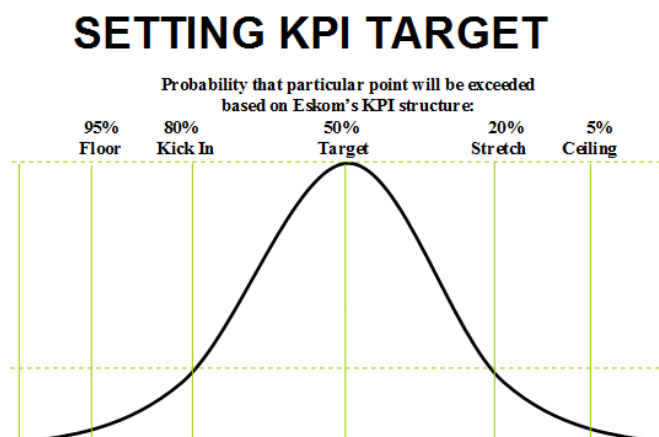 SETTING KPI TARGET
Probability that particular point will be exceeded
based on Eskom's KPI structure:
95% 80% 50% 20% 5%
Floor Kick In Target Stretch Ceiling